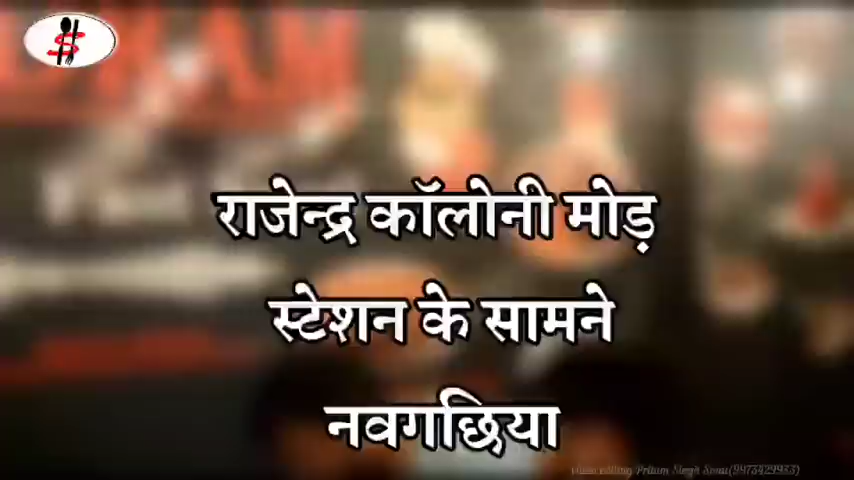 राजेन्द्र कॉलोनी मोड़
स्टेशन के सामने
नवगछिया